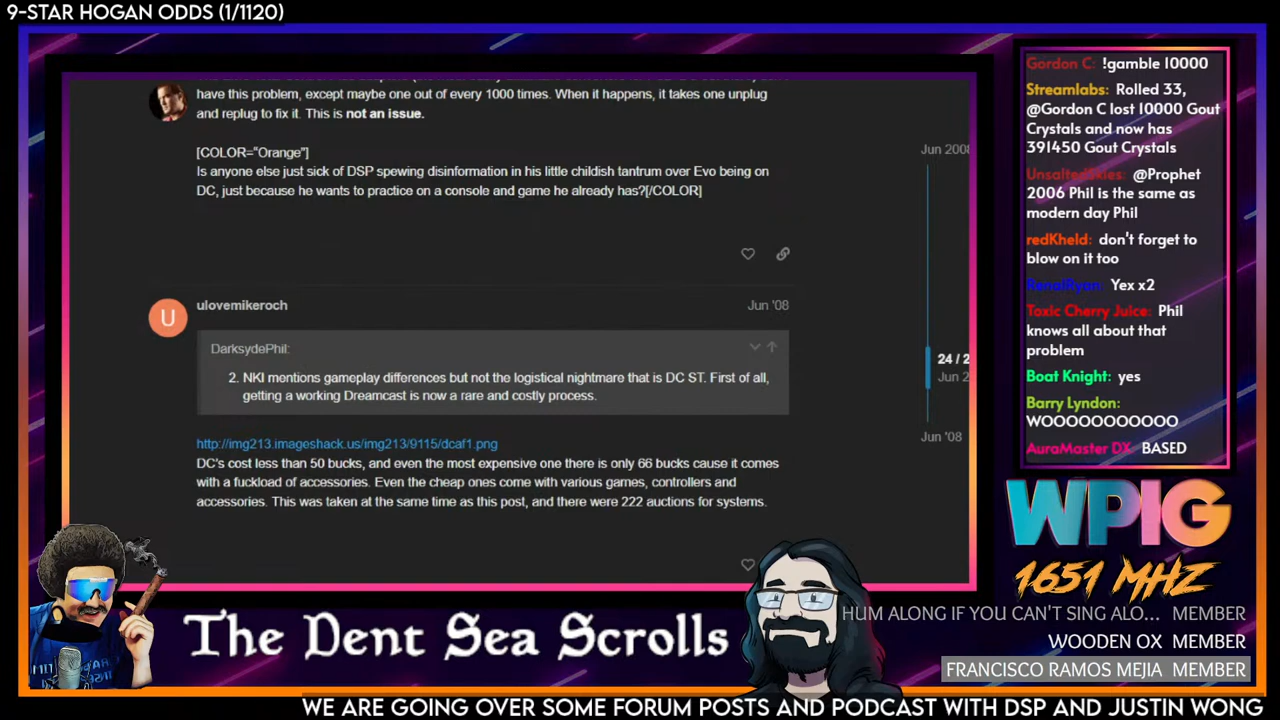 9-STAR HOGAN ODDS (1/1120)
have this problem, except maybe one out of every 1000 times. When it happens, it takes one unplug
and replug to fix it. This is not an issue.
[COLOR="Orange"]
Is anyone else just sick of DSP spewing disinformation in his little childish tantrum over Evo being on
DC, just because he wants to practice on a console and game he already has?[/COLOR]
Jun 2008
ulovemikeroch
Jun '08
U
DarksydePhil:
2. NKI mentions gameplay differences but not the logistical nightmare that is DC ST. First of all,
getting a working Dreamcast is now a rare and costly process.
24 / 2
Jun 2
Jun '08
http://img213.imageshack.us/img213/9115/dcaf1.png
DC's cost less than 50 bucks, and even the most expensive one there is only 66 bucks cause it comes
with a fuckload of accessories. Even the cheap ones come with various games, controllers and
accessories. This was taken at the same time as this post, and there were 222 auctions for systems.
Gordon C: !gamble 10000
Streamlabs: Rolled 33,
@Gordon C lost 10000 Gout
Crystals and now has
391450 Gout Crystals
UnsaltedSkies: @Prophet
2006 Phil is the same as
modern day Phil
redKheld: don't forget to
blow on it too
RenatRyan: Yex x2
Toxic Cherry Juice: Phil
knows all about that
problem
Boat Knight: yes
Barry Lyndon:
WOOOOOOOOOO
AuraMaster DX: BASED
WPIG
1651 MHZ
HUM ALONG IF YOU CAN'T SING ALO... MEMBER
WOODEN OX MEMBER
FRANCISCO RAMOS MEJIA MEMBER
The Dent Sea Scrolls
WE ARE GOING OVER SOME FORUM POSTS AND PODCAST WITH DSP AND JUSTIN WONG